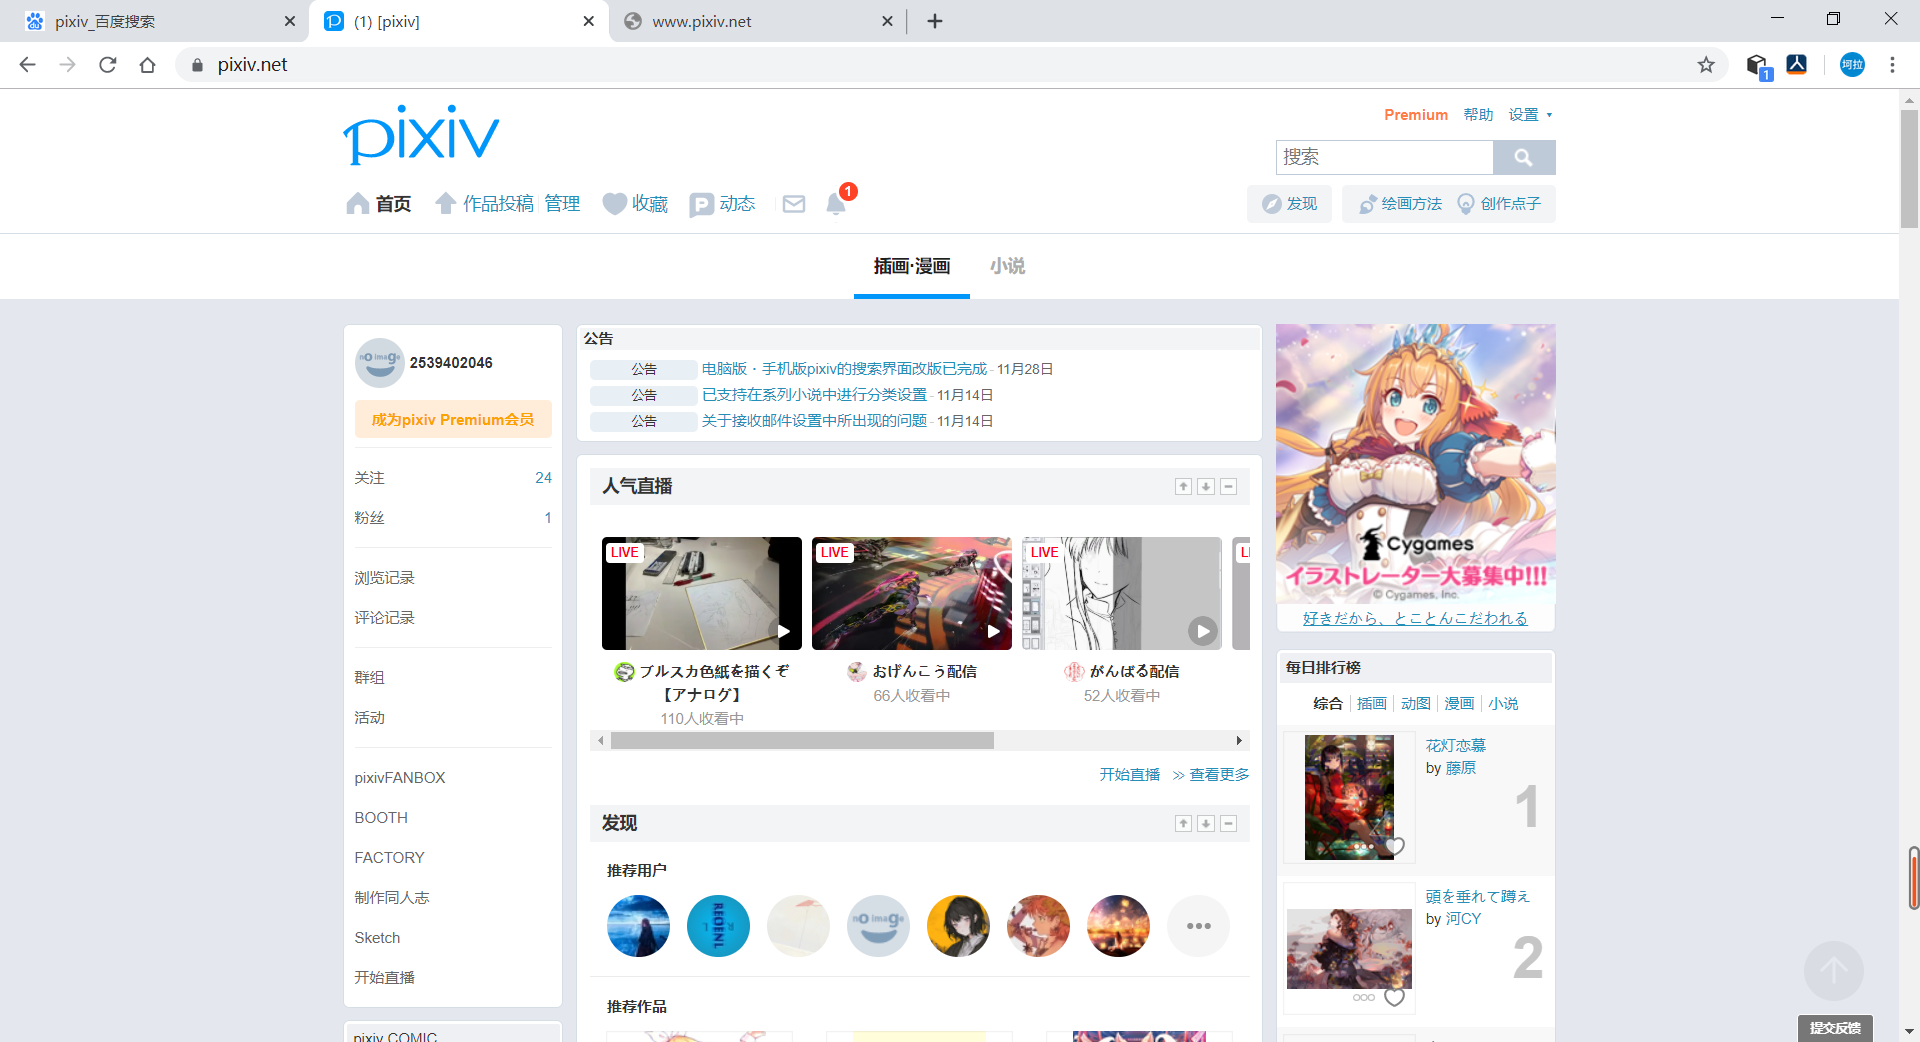 pixiv_百度搜索
(1) [pixiv]
www.pixiv.net
pixiv.net
1
坷拉
pixiv
Premium 帮助 设置
搜索
首页 作品投稿 管理 收藏 动态 1
发现 绘画方法 创作点子
插画·漫画 小说
no image
2539402046
成为pixiv Premium会员
关注 24
粉丝 1
浏览记录
评论记录
群组
活动
pixivFANBOX
BOOTH
FACTORY
制作同人志
Sketch
开始直播
pixiv COMIC
公告
公告 电脑版・手机版pixiv的搜索界面改版已完成 - 11月28日
公告 已支持在系列小说中进行分类设置 - 11月14日
公告 关于接收邮件设置中所出现的问题 - 11月14日
人气直播
LIVE
LIVE
LIVE
LI
ブルスカ色紙を描くぞ
【アナログ】
110人收看中
おげんこう配信
66人收看中
がんばる配信
52人收看中
开始直播 ≫ 查看更多
发现
推荐用户
no image
推荐作品
Cygames
イラストレーター大募集中!!!
© Cygames, Inc.
好きだから、とことんこだわれる
每日排行榜
综合 插画 动图 漫画 小说
花灯恋慕
by 藤原
1
頭を垂れて蹲え
by 河CY
2
提交反馈